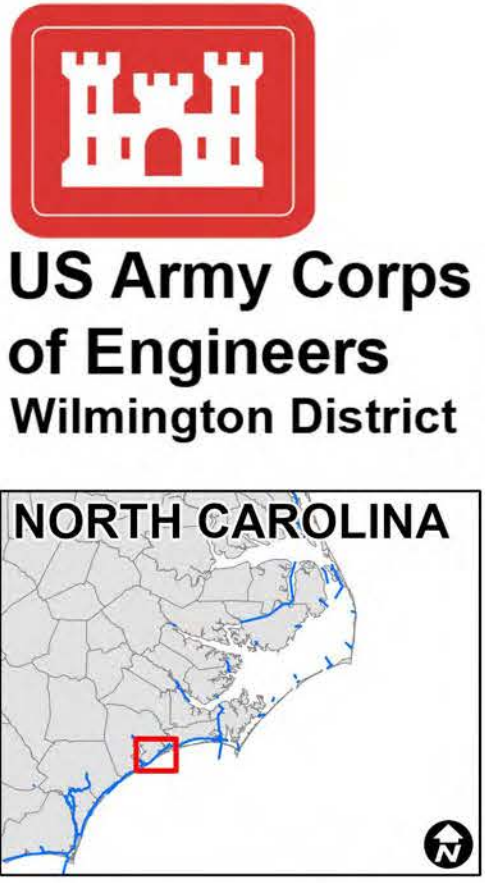 US Army Corps
of Engineers
Wilmington District
NORTH CAROLINA
N